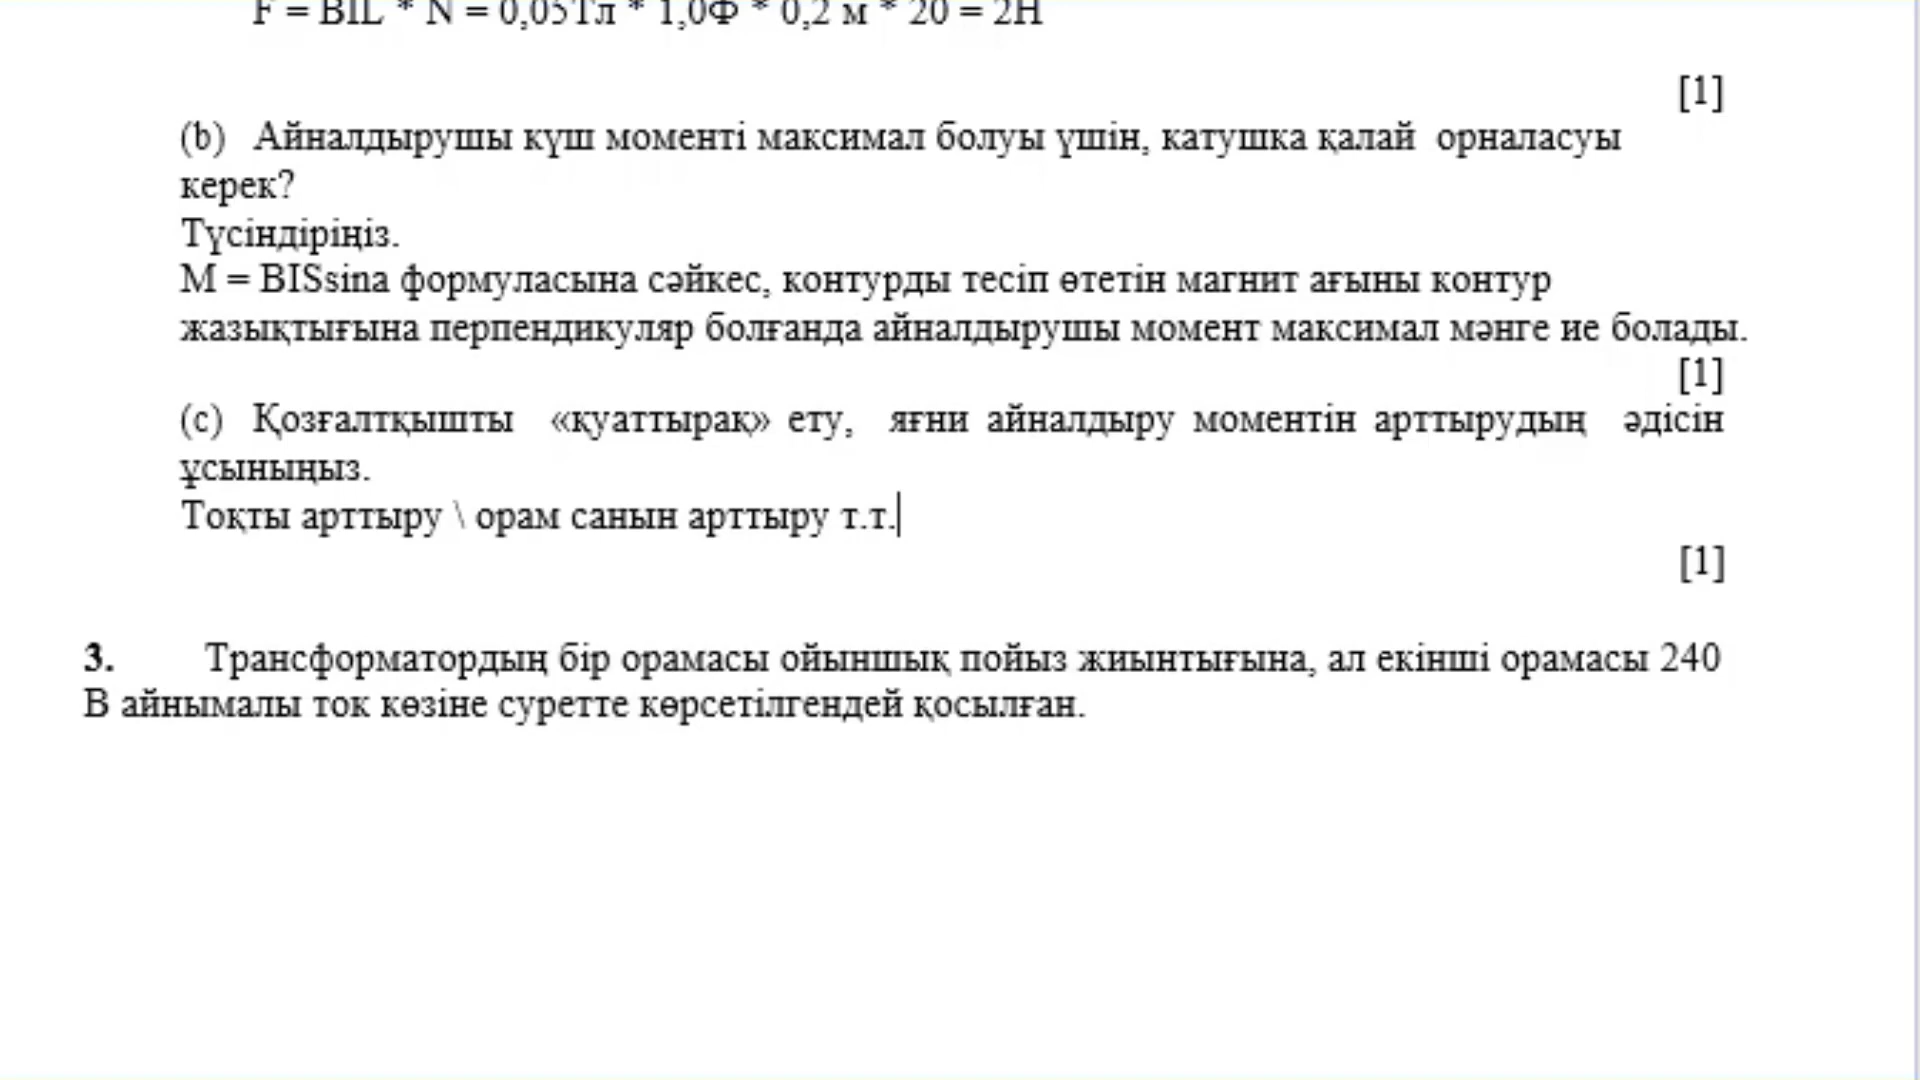 F = BIL * N = 0,05Тл * 1,0Ф * 0,2 м * 20 = 2Н
[1]
(b) Айналдырушы күш моменті максимал болуы үшін, катушка қалай орналасуы
керек?
Түсіндіріңіз.
M = BISsina формуласына сәйкес, контурды тесіп өтетін магнит ағыны контур
жазықтығына перпендикуляр болғанда айналдырушы момент максимал мәнге ие болады.
[1]
(c) Қозғалтқышты «қуаттырақ» ету, яғни айналдыру моментін арттырудың әдісін
ұсыныңыз.
Тоқты арттыру \ орам санын арттыру т.т.
[1]
3. Трансформатордың бір орамасы ойыншық пойыз жиынтығына, ал екінші орамасы 240
В айнымалы ток көзіне суретте көрсетілгендей қосылған.